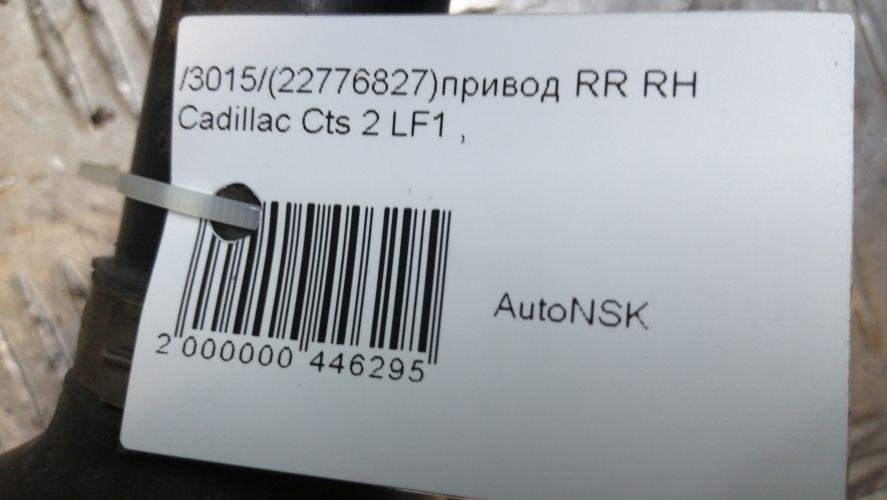 /3015/(22776827)привод RR RH
Cadillac Cts 2 LF1 ,
AutoNSK
2 000000 446295